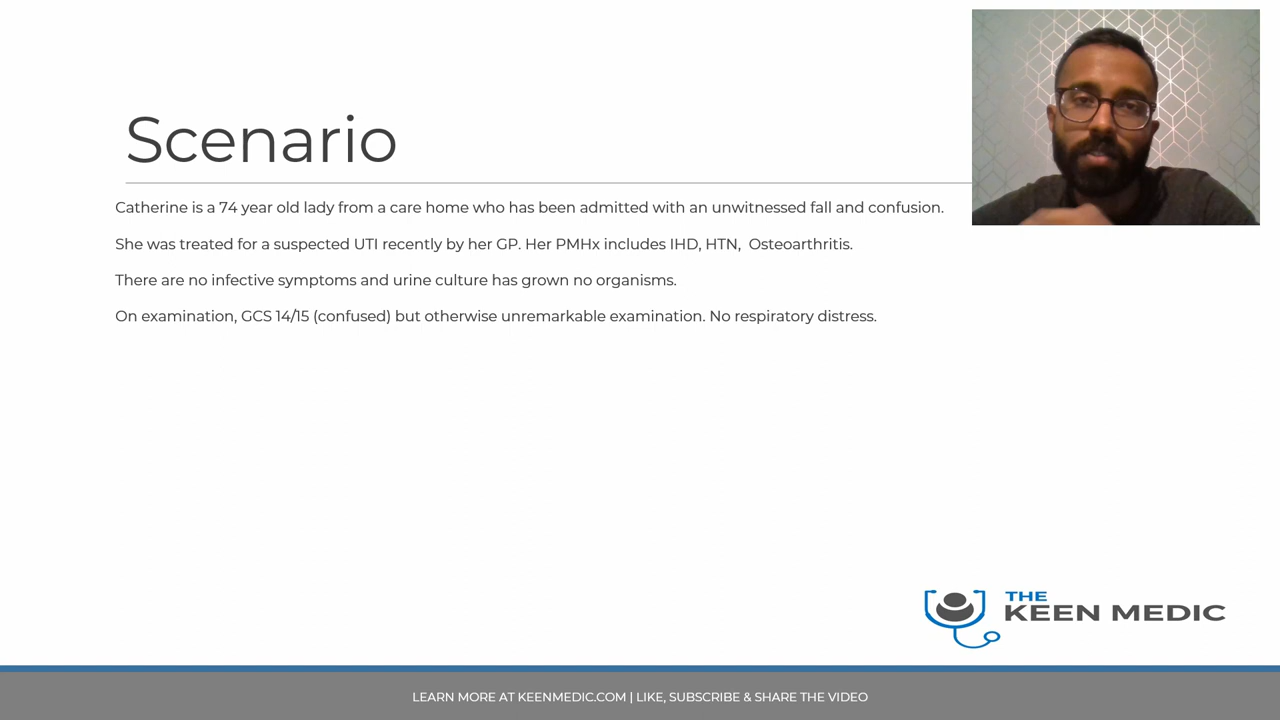 Scenario
Catherine is a 74 year old lady from a care home who has been admitted with an unwitnessed fall and confusion.
She was treated for a suspected UTI recently by her GP. Her PMHx includes IHD, HTN,  Osteoarthritis.
There are no infective symptoms and urine culture has grown no organisms.
On examination, GCS 14/15 (confused) but otherwise unremarkable examination. No respiratory distress.
THE
KEEN MEDIC
LEARN MORE AT KEENMEDIC.COM | LIKE, SUBSCRIBE & SHARE THE VIDEO